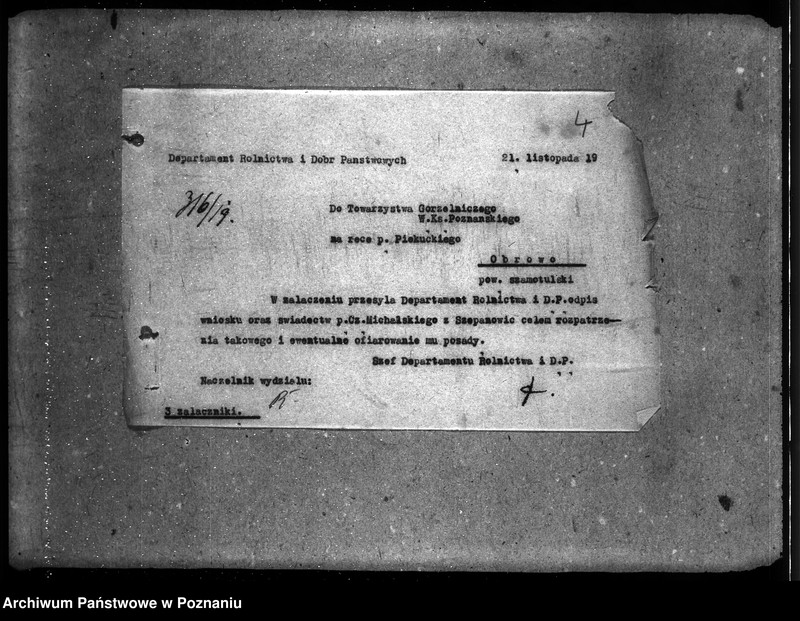 4
Departament Rolnictwa i Dobr Panstwowych 21. listopada 19
316/19.
Do Towarzystwa Gorzelniczego
W.Ks.Poznanskiego
na rece p. Piekuckiego
Obrowo
pow. szamotulski
W zalaczeniu przesyla Departament Rolnictwa i D.P.odpis
wniosku oraz swiadectw p.Cz.Michalskiego z Szepanowic celem rozpatrze-
nia takowego i ewentualne ofiarowanie mu posady.
Szef Departamentu Rolnictwa i D.P.
Naczelnik wydzialu:
3 zalaczniki.
Archiwum Państwowe w Poznaniu